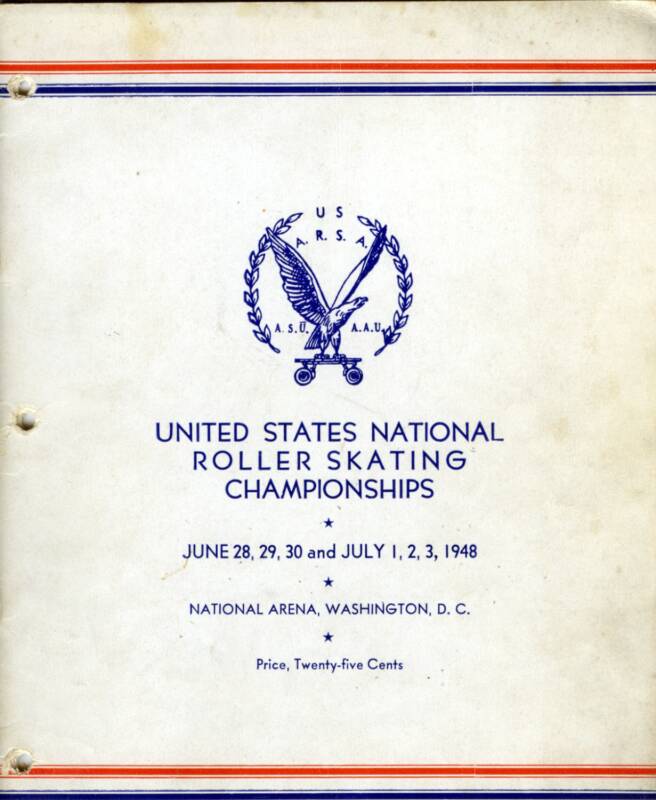 U S
A. R. S. A.
A. S. U. A. A. U.
UNITED STATES NATIONAL
ROLLER SKATING
CHAMPIONSHIPS
★
JUNE 28, 29, 30 and JULY 1, 2, 3, 1948
★
NATIONAL ARENA, WASHINGTON, D. C.
★
Price, Twenty-five Cents